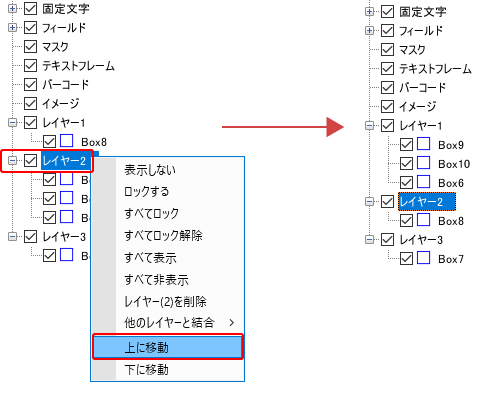 固定文字
フィールド
マスク
テキストフレーム
バーコード
イメージ
レイヤー1
Box8
レイヤー2
Bo
Bo
Bo
レイヤー3
Bo
表示しない
ロックする
すべてロック
すべてロック解除
すべて表示
すべて非表示
レイヤー(2)を削除
他のレイヤーと結合 >
上に移動
下に移動
固定文字
フィールド
マスク
テキストフレーム
バーコード
イメージ
レイヤー1
Box9
Box10
Box6
レイヤー2
Box8
レイヤー3
Box7